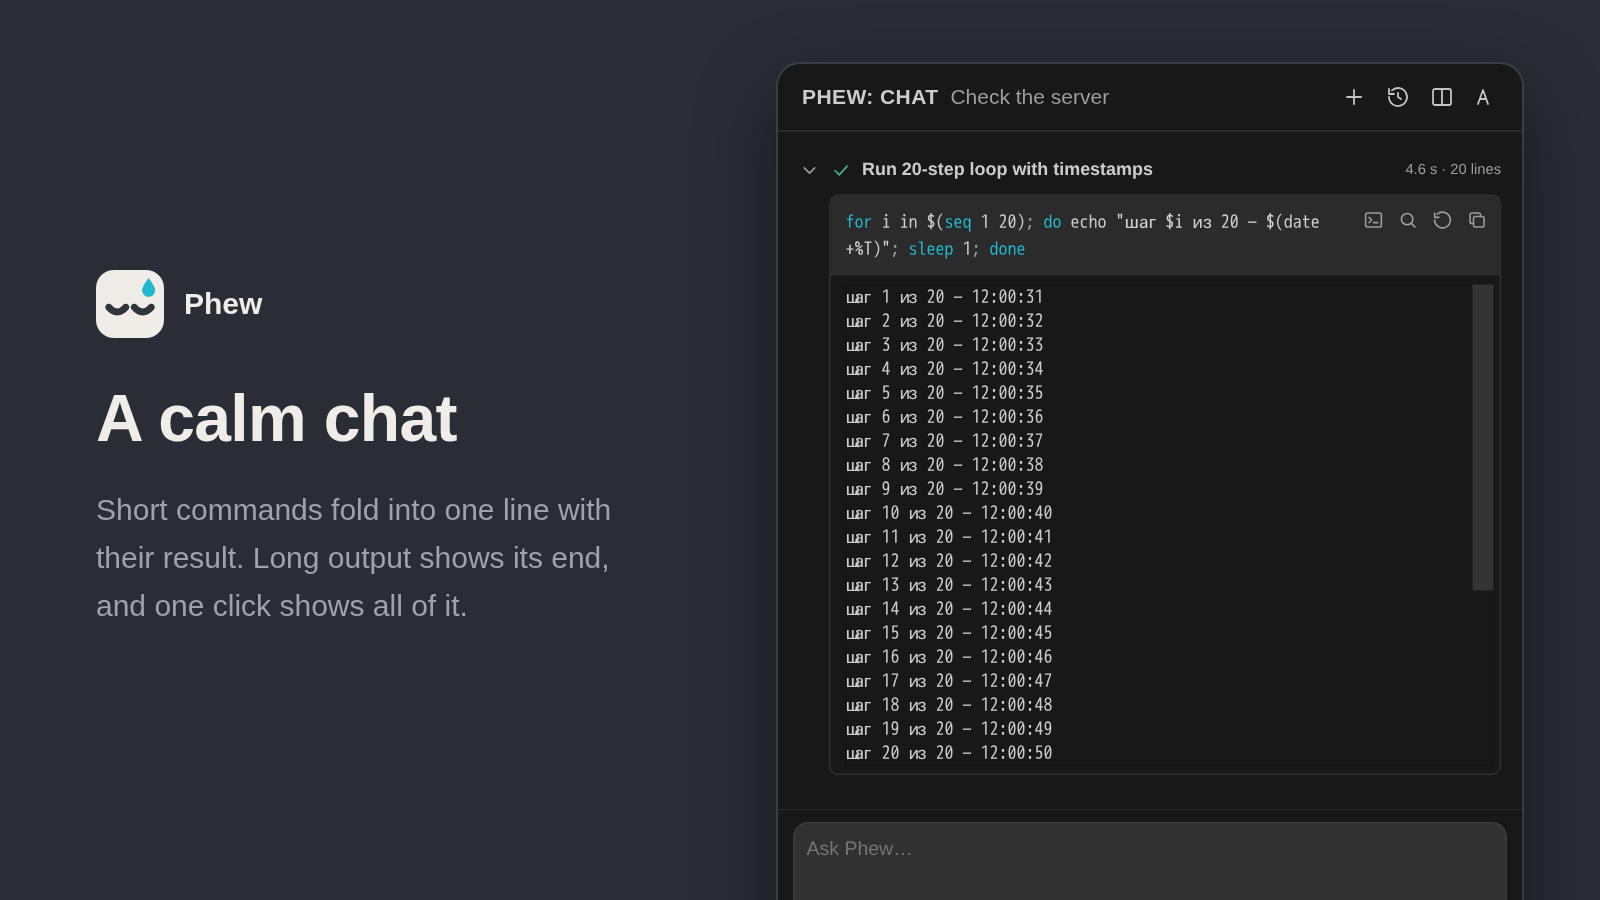 Phew
A calm chat
Short commands fold into one line with
their result. Long output shows its end,
and one click shows all of it.
PHEW: CHAT Check the server
Run 20-step loop with timestamps 4.6 s · 20 lines
for i in $(seq 1 20); do echo "шаг $i из 20 — $(date
+%T)"; sleep 1; done
шаг 1 из 20 — 12:00:31
шаг 2 из 20 — 12:00:32
шаг 3 из 20 — 12:00:33
шаг 4 из 20 — 12:00:34
шаг 5 из 20 — 12:00:35
шаг 6 из 20 — 12:00:36
шаг 7 из 20 — 12:00:37
шаг 8 из 20 — 12:00:38
шаг 9 из 20 — 12:00:39
шаг 10 из 20 — 12:00:40
шаг 11 из 20 — 12:00:41
шаг 12 из 20 — 12:00:42
шаг 13 из 20 — 12:00:43
шаг 14 из 20 — 12:00:44
шаг 15 из 20 — 12:00:45
шаг 16 из 20 — 12:00:46
шаг 17 из 20 — 12:00:47
шаг 18 из 20 — 12:00:48
шаг 19 из 20 — 12:00:49
шаг 20 из 20 — 12:00:50
Ask Phew…